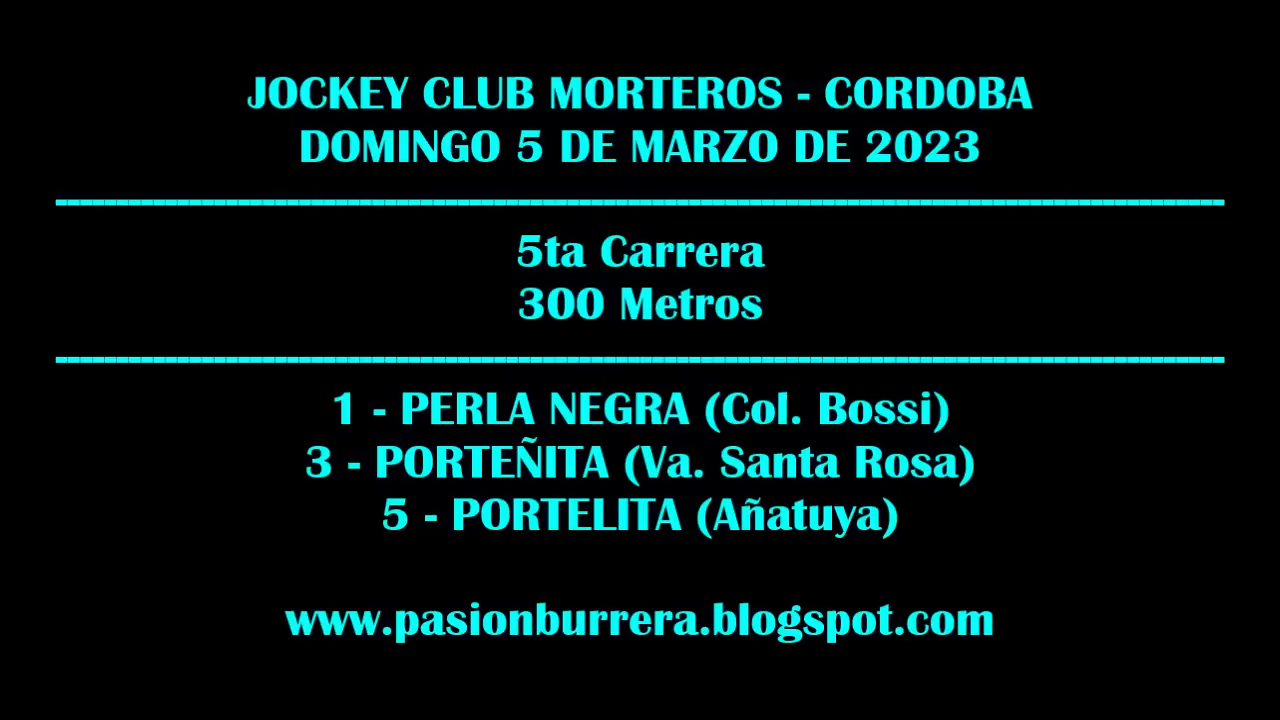 JOCKEY CLUB MORTEROS - CORDOBA
DOMINGO 5 DE MARZO DE 2023
5ta Carrera
300 Metros
1 - PERLA NEGRA (Col. Bossi)
3 - PORTEÑITA (Va. Santa Rosa)
5 - PORTELITA (Añatuya)
www.pasionburrera.blogspot.com